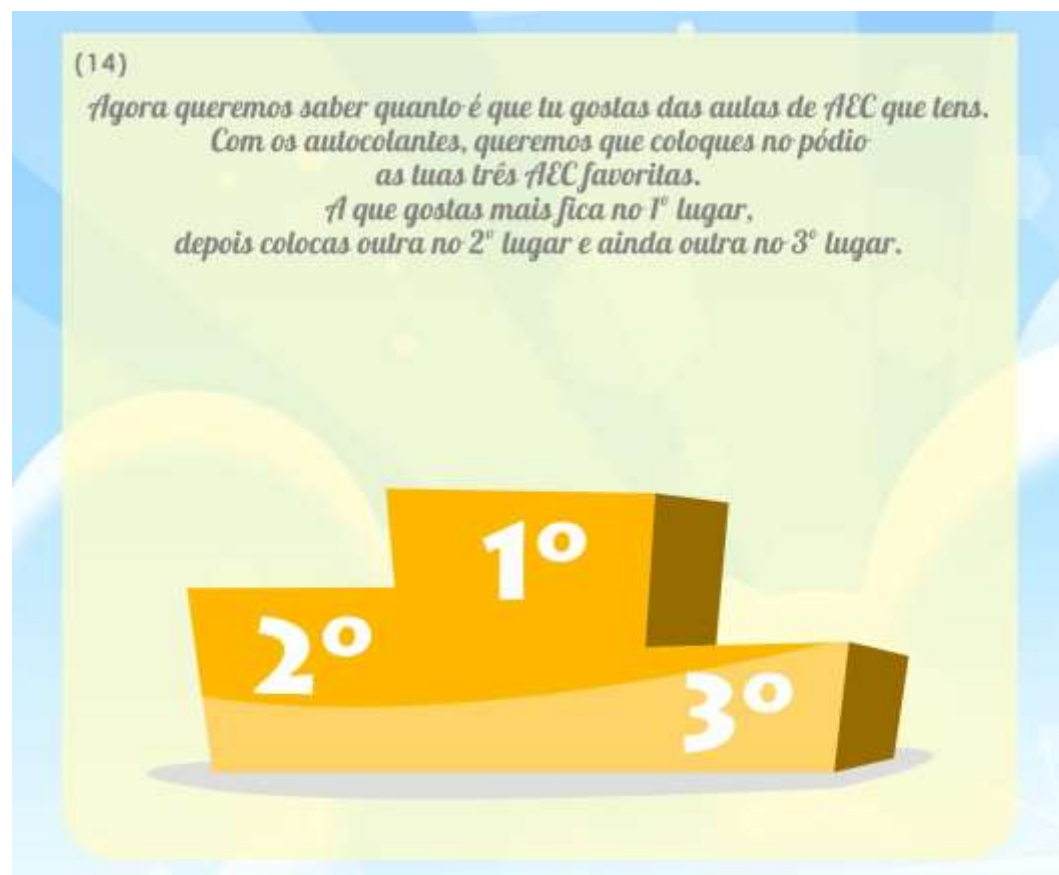 (14)
Agora queremos saber quanto é que tu gostas das aulas de AEC que tens.
Com os autocolantes, queremos que coloques no pódio
as tuas três AEC favoritas.
A que gostas mais fica no 1º lugar,
depois colocas outra no 2º lugar e ainda outra no 3º lugar.
1º
2º
3º